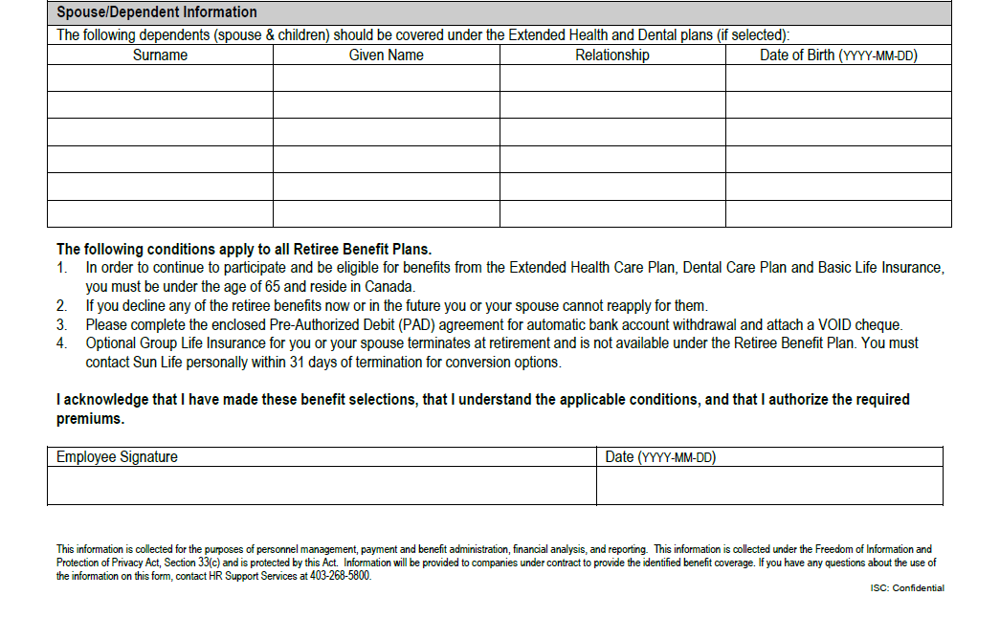 Spouse/Dependent Information
The following dependents (spouse & children) should be covered under the Extended Health and Dental plans (if selected):
Surname Given Name Relationship Date of Birth (YYYY-MM-DD)
The following conditions apply to all Retiree Benefit Plans.
1. In order to continue to participate and be eligible for benefits from the Extended Health Care Plan, Dental Care Plan and Basic Life Insurance,
you must be under the age of 65 and reside in Canada.
2. If you decline any of the retiree benefits now or in the future you or your spouse cannot reapply for them.
3. Please complete the enclosed Pre-Authorized Debit (PAD) agreement for automatic bank account withdrawal and attach a VOID cheque.
4. Optional Group Life Insurance for you or your spouse terminates at retirement and is not available under the Retiree Benefit Plan. You must
contact Sun Life personally within 31 days of termination for conversion options.
I acknowledge that I have made these benefit selections, that I understand the applicable conditions, and that I authorize the required
premiums.
Employee Signature Date (YYYY-MM-DD)
This information is collected for the purposes of personnel management, payment and benefit administration, financial analysis, and reporting. This information is collected under the Freedom of Information and
Protection of Privacy Act, Section 33(c) and is protected by this Act. Information will be provided to companies under contract to provide the identified benefit coverage. If you have any questions about the use of
the information on this form, contact HR Support Services at 403-268-5800.
ISC: Confidential